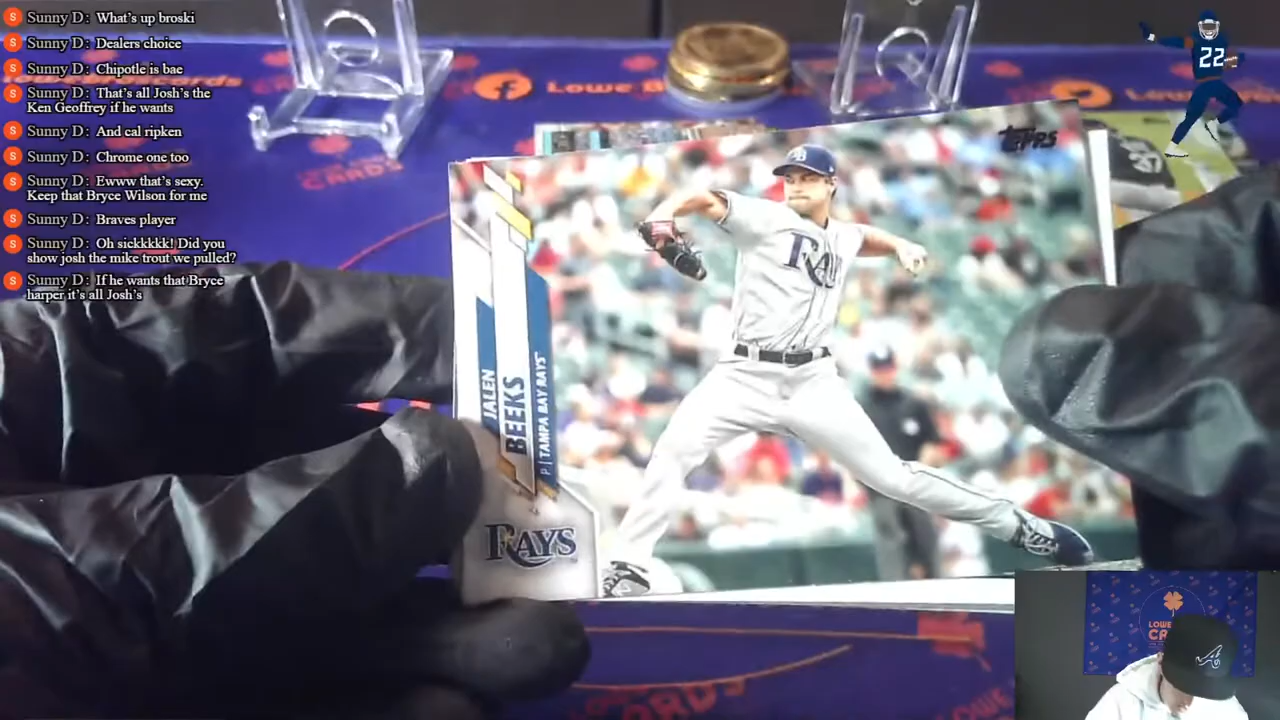 Sunny D: What's up broski
Sunny D: Dealers choice
Sunny D: Chipotle is bae
Sunny D: That's all Josh's the
Ken Geoffrey if he wants
Sunny D: And cal ripken
Sunny D: Chrome one too
Sunny D: Ewww that's sexy.
Keep that Bryce Wilson for me
Sunny D: Braves player
Sunny D: Oh sickkkkk! Did you
show josh the mike trout we pulled?
Sunny D: If he wants that Bryce
harper it's all Josh's
22
Topps
JALEN
BEEKS
P | TAMPA BAY RAYS™
RAYS
CARDS